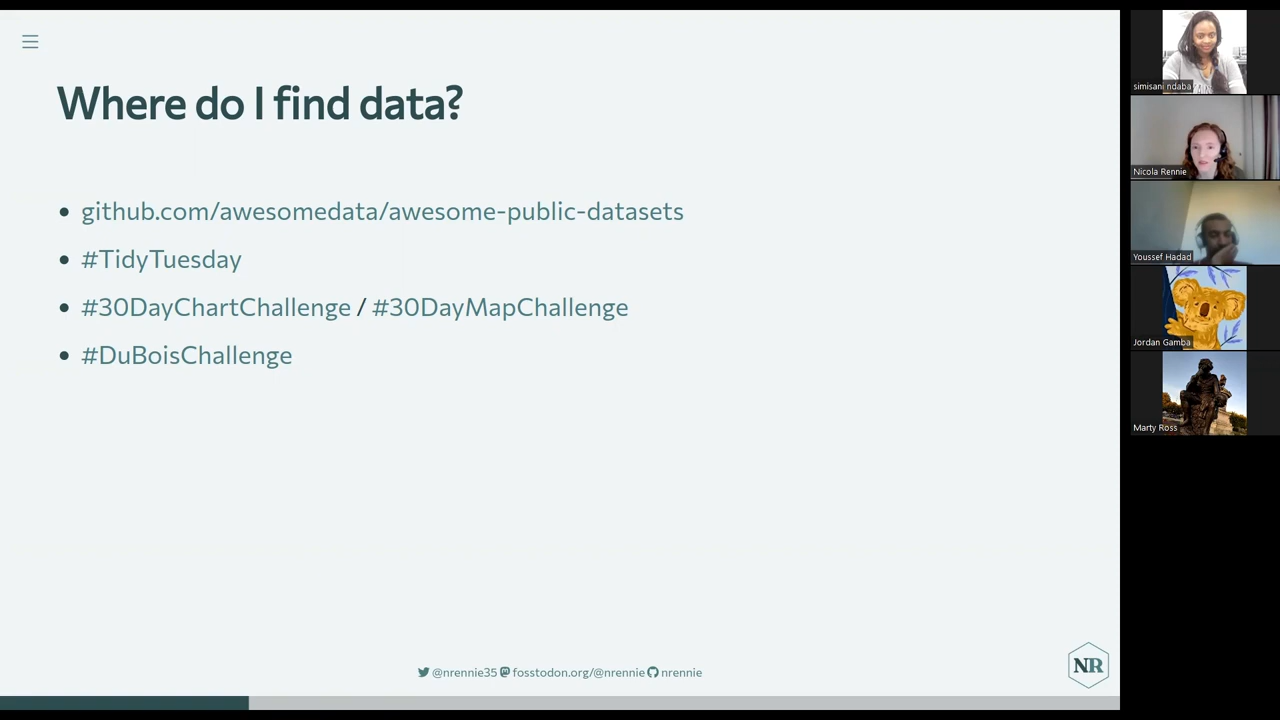 Where do I find data?
github.com/awesomedata/awesome-public-datasets
#TidyTuesday
#30DayChartChallenge / #30DayMapChallenge
#DuBoisChallenge
@nrennie35 fosstodon.org/@nrennie nrennie
NR
simisani ndaba
Nicola Rennie
Youssef Hadad
Jordan Gamba
Marty Ross